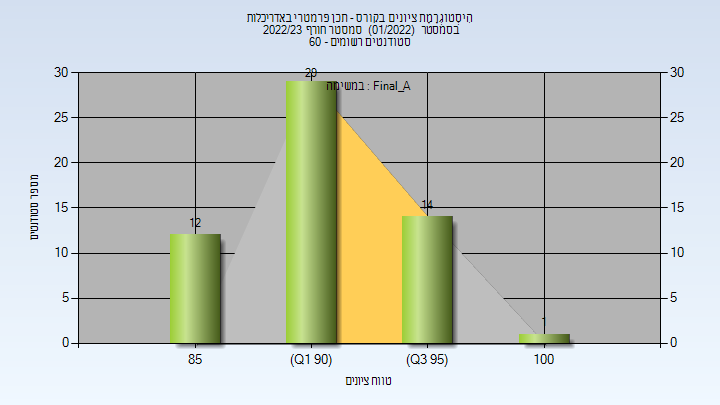 היסטוגרמת ציונים בקורס - תכן פרמטרי באדריכלות
בסמסטר (01/2022) סמסטר חורף 2022/23
סטודנטים רשומים - 60
במשימה : Final_A
30 29 30
25 25
20 20
15 14 15
12
10 10
5 5
1
0 0
85 (Q1 90) (Q3 95) 100
מספר סטודנטים
טווח ציונים